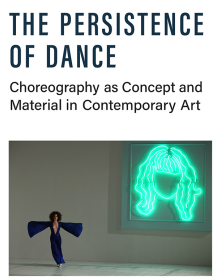 THE PERSISTENCE
OF DANCE
Choreography as Concept and
Material in Contemporary Art